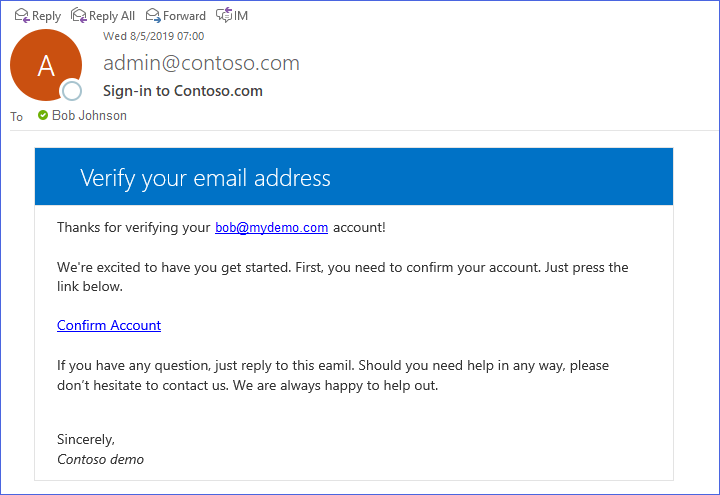 Reply Reply All Forward IM
Wed 8/5/2019 07:00
A
admin@contoso.com
Sign-in to Contoso.com
To Bob Johnson
Verify your email address
Thanks for verifying your bob@mydemo.com account!
We're excited to have you get started. First, you need to confirm your account. Just press the
link below.
Confirm Account
If you have any question, just reply to this eamil. Should you need help in any way, please
don't hesitate to contact us. We are always happy to help out.
Sincerely,
Contoso demo